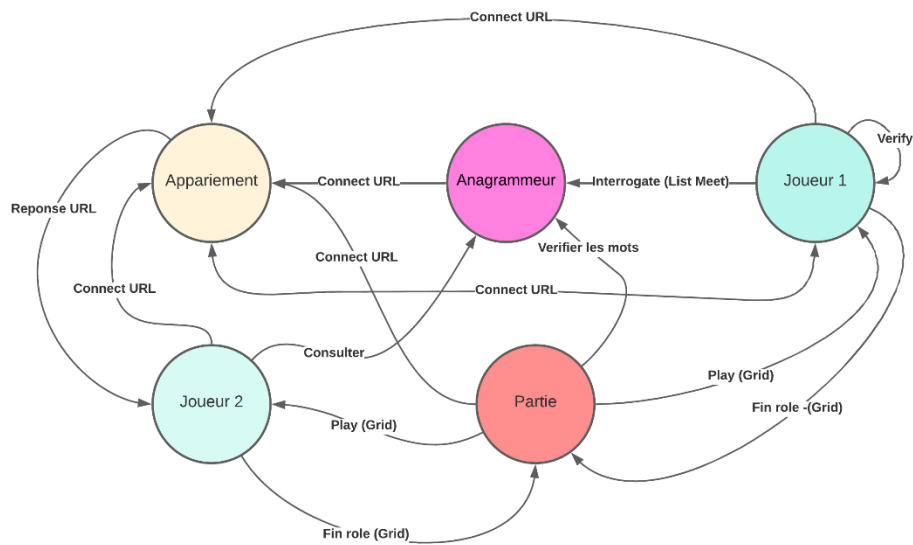 Connect URL
Verify
Appariement
Connect URL
Anagrammeur
Interrogate (List Meet)
Joueur 1
Reponse URL
Verifier les mots
Connect URL
Connect URL
Connect URL
Consulter
Joueur 2
Partie
Play (Grid)
Play (Grid)
Fin role -(Grid)
Fin role (Grid)